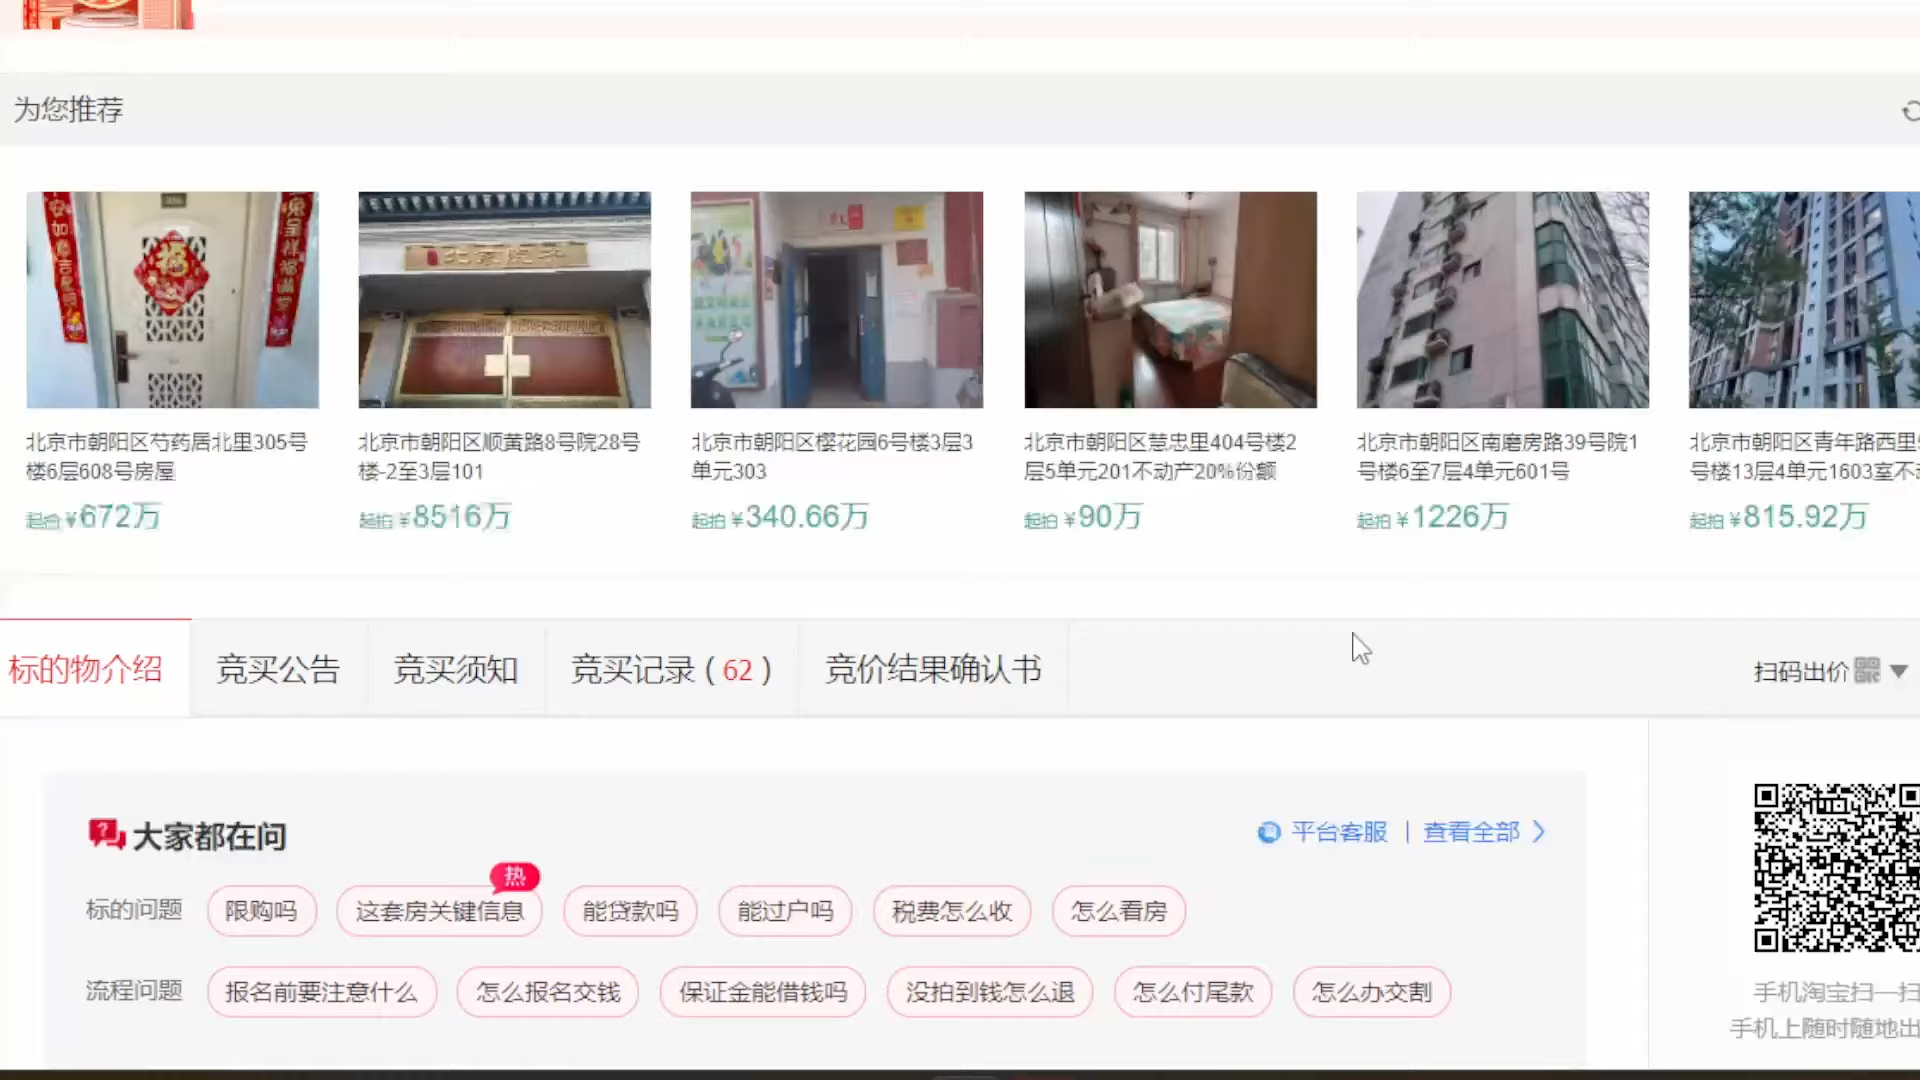 为您推荐
北京市朝阳区芍药居北里305号
楼6层608号房屋
起拍 ¥672万
北京市朝阳区顺黄路8号院28号
楼-2至3层101
起拍 ¥8516万
北京市朝阳区樱花园6号楼3层3
单元303
起拍 ¥340.66万
北京市朝阳区慧忠里404号楼2
层5单元201不动产20%份额
起拍 ¥90万
北京市朝阳区南磨房路39号院1
号楼6至7层4单元601号
起拍 ¥1226万
北京市朝阳区青年路西里5
号楼13层4单元1603室不
起拍 ¥815.92万
福
标的物介绍
竞买公告
竞买须知
竞买记录 ( 62 )
竞价结果确认书
扫码出价
大家都在问
平台客服 | 查看全部
热
标的问题
限购吗
这套房关键信息
能贷款吗
能过户吗
税费怎么收
怎么看房
流程问题
报名前要注意什么
怎么报名交钱
保证金能借钱吗
没拍到钱怎么退
怎么付尾款
怎么办交割
手机淘宝扫一扫
手机上随时随地出